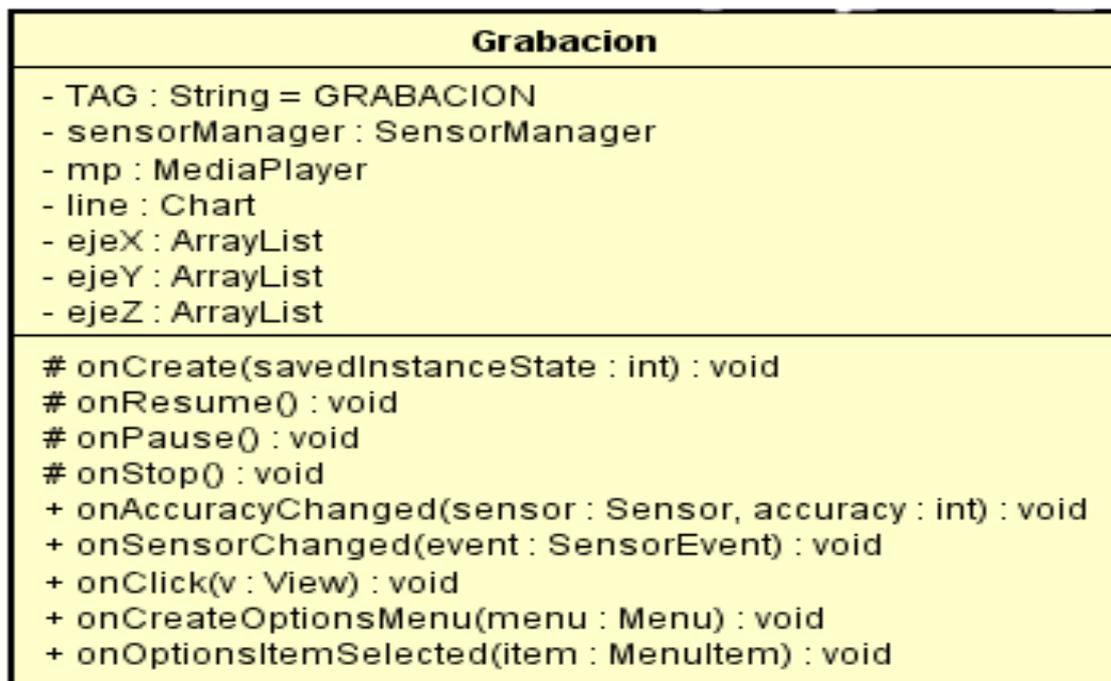 Grabacion
- TAG : String = GRABACION
- sensorManager : SensorManager
- mp : MediaPlayer
- line : Chart
- ejeX : ArrayList
- ejeY : ArrayList
- ejeZ : ArrayList
# onCreate(savedInstanceState : int) : void
# onResume() : void
# onPause() : void
# onStop() : void
+ onAccuracyChanged(sensor : Sensor, accuracy : int) : void
+ onSensorChanged(event : SensorEvent) : void
+ onClick(v : View) : void
+ onCreateOptionsMenu(menu : Menu) : void
+ onOptionsItemSelected(item : MenuItem) : void